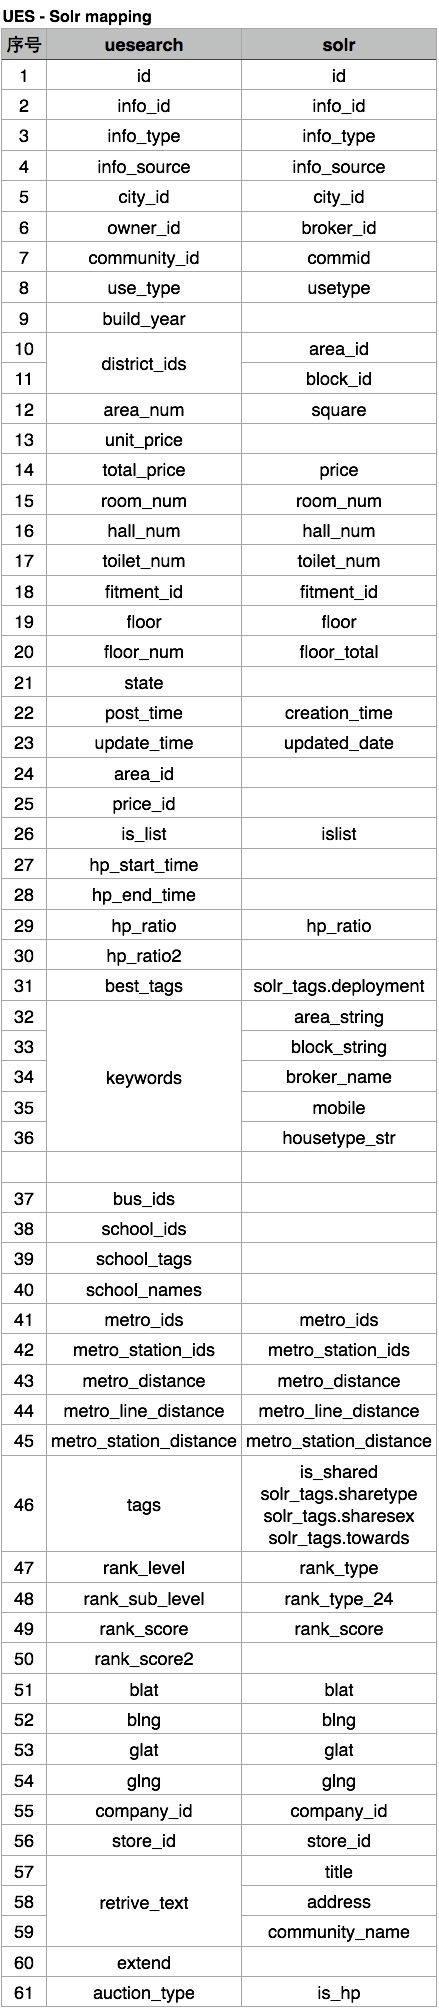 UES - Solr mapping
序号 uesearch solr
1 id id
2 info_id info_id
3 info_type info_type
4 info_source info_source
5 city_id city_id
6 owner_id broker_id
7 community_id commid
8 use_type usetype
9 build_year
10 district_ids area_id
11 block_id
12 area_num square
13 unit_price
14 total_price price
15 room_num room_num
16 hall_num hall_num
17 toilet_num toilet_num
18 fitment_id fitment_id
19 floor floor
20 floor_num floor_total
21 state
22 post_time creation_time
23 update_time updated_date
24 area_id
25 price_id
26 is_list islist
27 hp_start_time
28 hp_end_time
29 hp_ratio hp_ratio
30 hp_ratio2
31 best_tags solr_tags.deployment
32 area_string
33 block_string
34 keywords broker_name
35 mobile
36 housetype_str
37 bus_ids
38 school_ids
39 school_tags
40 school_names
41 metro_ids metro_ids
42 metro_station_ids metro_station_ids
43 metro_distance metro_distance
44 metro_line_distance metro_line_distance
45 metro_station_distance metro_station_distance
46 tags is_shared
solr_tags.sharetype
solr_tags.sharesex
solr_tags.towards
47 rank_level rank_type
48 rank_sub_level rank_type_24
49 rank_score rank_score
50 rank_score2
51 blat blat
52 blng blng
53 glat glat
54 glng glng
55 company_id company_id
56 store_id store_id
57 title
58 retrive_text address
59 community_name
60 extend
61 auction_type is_hp